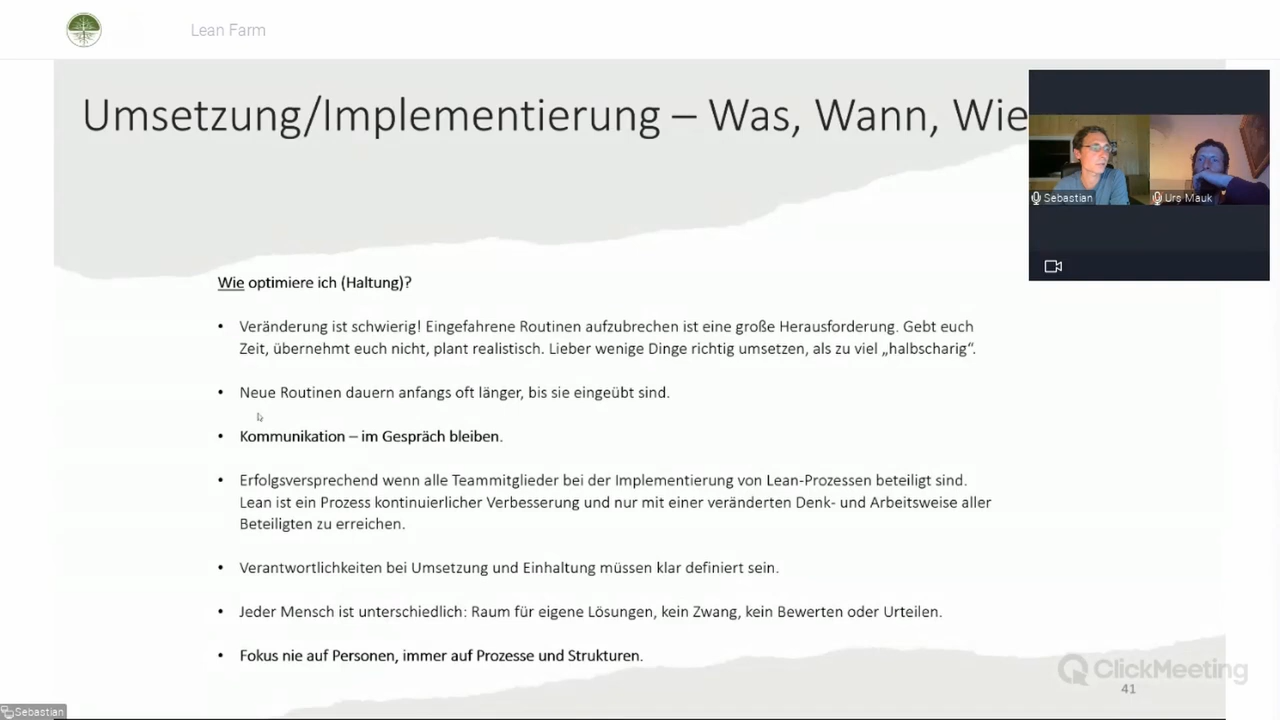 Lean Farm
Umsetzung/Implementierung – Was, Wann, Wie
Sebastian
Urs Mauk
Wie optimiere ich (Haltung)?
• Veränderung ist schwierig! Eingefahrene Routinen aufzubrechen ist eine große Herausforderung. Gebt euch
Zeit, übernehmt euch nicht, plant realistisch. Lieber wenige Dinge richtig umsetzen, als zu viel „halbscharig“.
• Neue Routinen dauern anfangs oft länger, bis sie eingeübt sind.
• Kommunikation – im Gespräch bleiben.
• Erfolgsversprechend wenn alle Teammitglieder bei der Implementierung von Lean-Prozessen beteiligt sind.
Lean ist ein Prozess kontinuierlicher Verbesserung und nur mit einer veränderten Denk- und Arbeitsweise aller
Beteiligten zu erreichen.
• Verantwortlichkeiten bei Umsetzung und Einhaltung müssen klar definiert sein.
• Jeder Mensch ist unterschiedlich: Raum für eigene Lösungen, kein Zwang, kein Bewerten oder Urteilen.
• Fokus nie auf Personen, immer auf Prozesse und Strukturen.
ClickMeeting
41
Sebastian